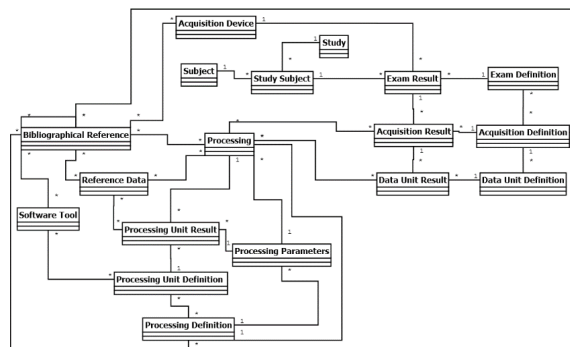 Acquisition Device
Study
Subject
Study Subject
Exam Result
Exam Definition
Bibliographical Reference
Processing
Acquisition Result
Acquisition Definition
Reference Data
Data Unit Result
Data Unit Definition
Software Tool
Processing Unit Result
Processing Parameters
Processing Unit Definition
Processing Definition